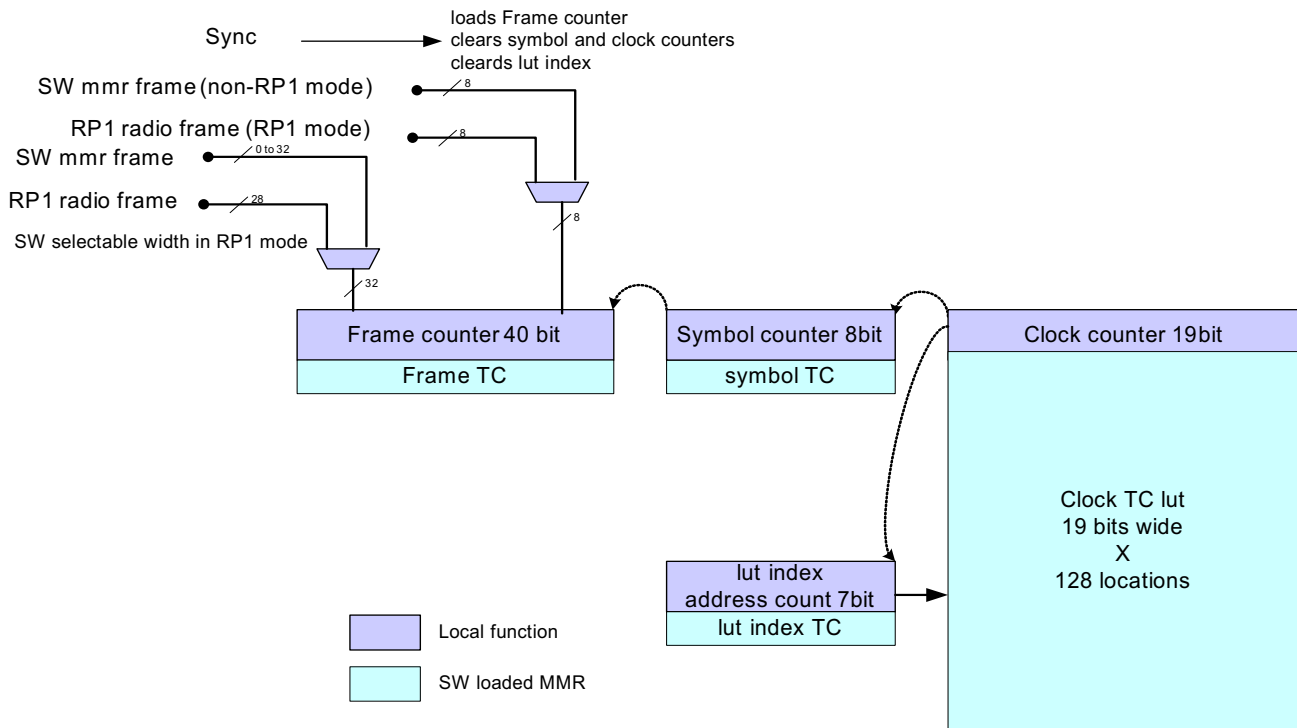 Sync
loads Frame counter
clears symbol and clock counters
cleards lut index
SW mmr frame (non-RP1 mode)
8
RP1 radio frame (RP1 mode)
8
SW mmr frame
0 to 32
RP1 radio frame
28
8
SW selectable width in RP1 mode
32
Frame counter 40 bit
Frame TC
Symbol counter 8bit
symbol TC
Clock counter 19bit
Clock TC lut
19 bits wide
X
128 locations
lut index
address count 7bit
lut index TC
Local function
SW loaded MMR